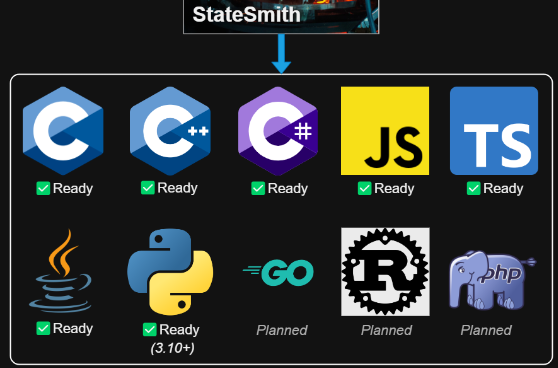 StateSmith
C C++ C# JS TS
Ready Ready Ready Ready Ready
GO R php
Ready Ready Planned Planned Planned
(3.10+)